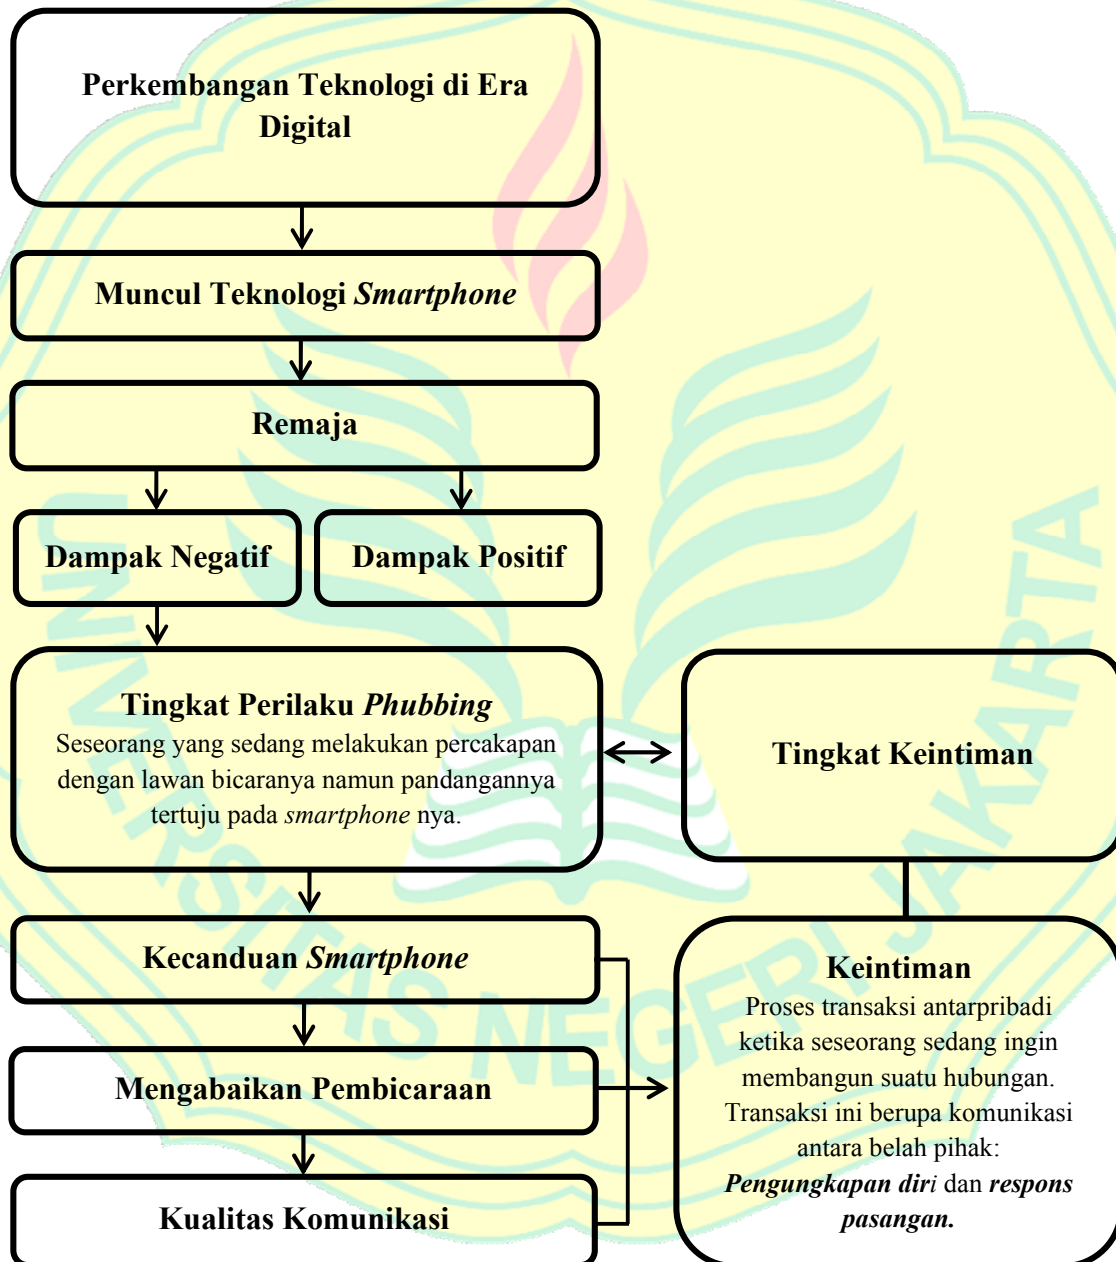 Perkembangan Teknologi di Era
Digital
Muncul Teknologi Smartphone
Remaja
Dampak Negatif
Dampak Positif
Tingkat Perilaku Phubbing
Seseorang yang sedang melakukan percakapan
dengan lawan bicaranya namun pandangannya
tertuju pada smartphone nya.
Tingkat Keintiman
Kecanduan Smartphone
Mengabaikan Pembicaraan
Kualitas Komunikasi
Keintiman
Proses transaksi antarpribadi
ketika seseorang sedang ingin
membangun suatu hubungan.
Transaksi ini berupa komunikasi
antara belah pihak:
Pengungkapan diri dan respons
pasangan.
UNIVERSITAS NEGERI JAKARTA